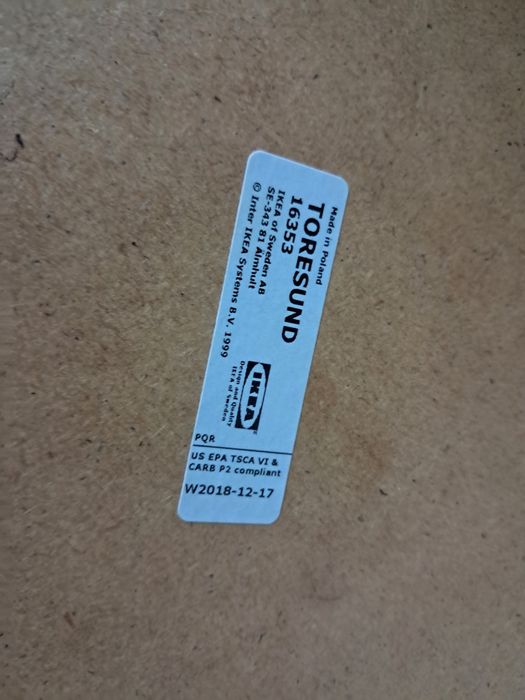 Made in Poland
TORESUND
16353
IKEA of Sweden AB
SE-343 81 Älmhult
© Inter IKEA Systems B.V. 1999
IKEA®
Design and Quality
IKEA of Sweden
PQR
US EPA TSCA VI &
CARB P2 compliant
W2018-12-17